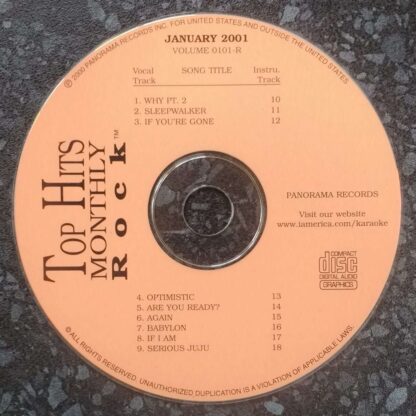 ℗ 2000 PANORAMA RECORDS INC. FOR UNITED STATES AND OUTSIDE THE UNITED STATES
JANUARY 2001
VOLUME 0101-R
Vocal Track SONG TITLE Instru. Track
1. WHY PT. 2 10
2. SLEEPWALKER 11
3. IF YOU'RE GONE 12
TOP HITS
MONTHLY
Rock™
PANORAMA RECORDS
Visit our website
www.iamerica.com/karaoke
COMPACT
disc
DIGITAL AUDIO
GRAPHICS
4. OPTIMISTIC 13
5. ARE YOU READY? 14
6. AGAIN 15
7. BABYLON 16
8. IF I AM 17
9. SERIOUS JUJU 18
© ALL RIGHTS RESERVED. UNAUTHORIZED DUPLICATION IS A VIOLATION OF APPLICABLE LAWS.